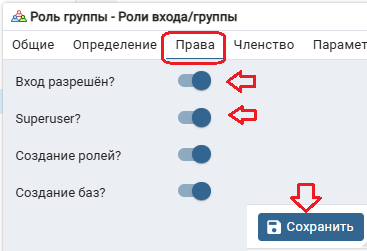 Роль группы - Роли входа/группы
Общие Определение Права Членство Парамет
Вход разрешён?
Superuser?
Создание ролей?
Создание баз?
Сохранить